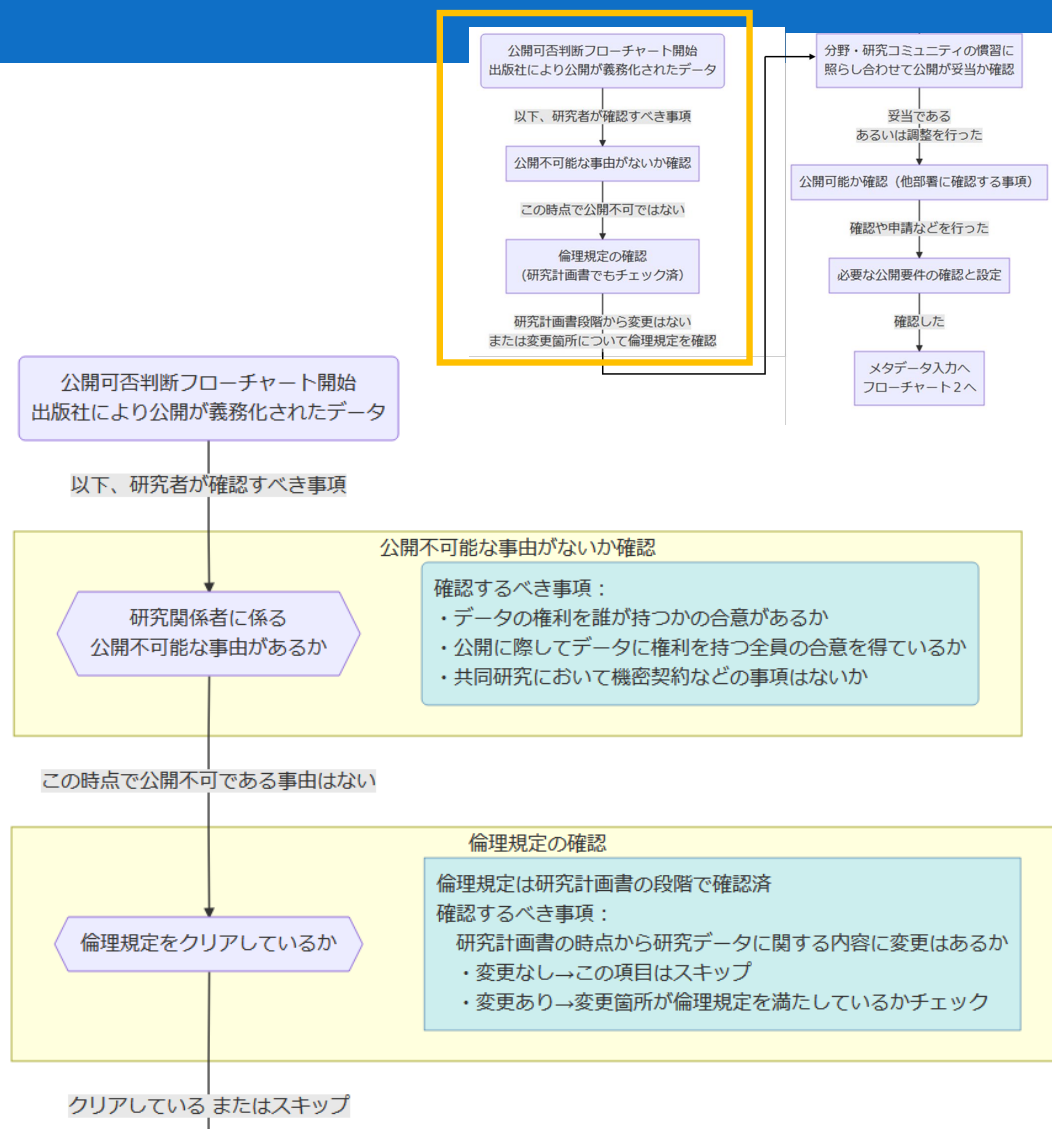 公開可否判断フローチャート開始
出版社により公開が義務化されたデータ
以下、研究者が確認すべき事項
公開不可能な事由がないか確認
この時点で公開不可ではない
倫理規定の確認
（研究計画書でもチェック済）
研究計画書段階から変更はない
または変更箇所について倫理規定を確認
分野・研究コミュニティの慣習に
照らし合わせて公開が妥当か確認
妥当である
あるいは調整を行った
公開可能か確認（他部署に確認する事項）
確認や申請などを行った
必要な公開要件の確認と設定
確認した
メタデータ入力へ
フローチャート２へ
公開可否判断フローチャート開始
出版社により公開が義務化されたデータ
以下、研究者が確認すべき事項
公開不可能な事由がないか確認
研究関係者に係る
公開不可能な事由があるか
確認するべき事項：
・データの権利を誰が持つかの合意があるか
・公開に際してデータに権利を持つ全員の合意を得ているか
・共同研究において機密契約などの事項はないか
この時点で公開不可である事由はない
倫理規定の確認
倫理規定をクリアしているか
倫理規定は研究計画書の段階で確認済
確認するべき事項：
研究計画書の時点から研究データに関する内容に変更はあるか
・変更なし→この項目はスキップ
・変更あり→変更箇所が倫理規定を満たしているかチェック
クリアしている またはスキップ